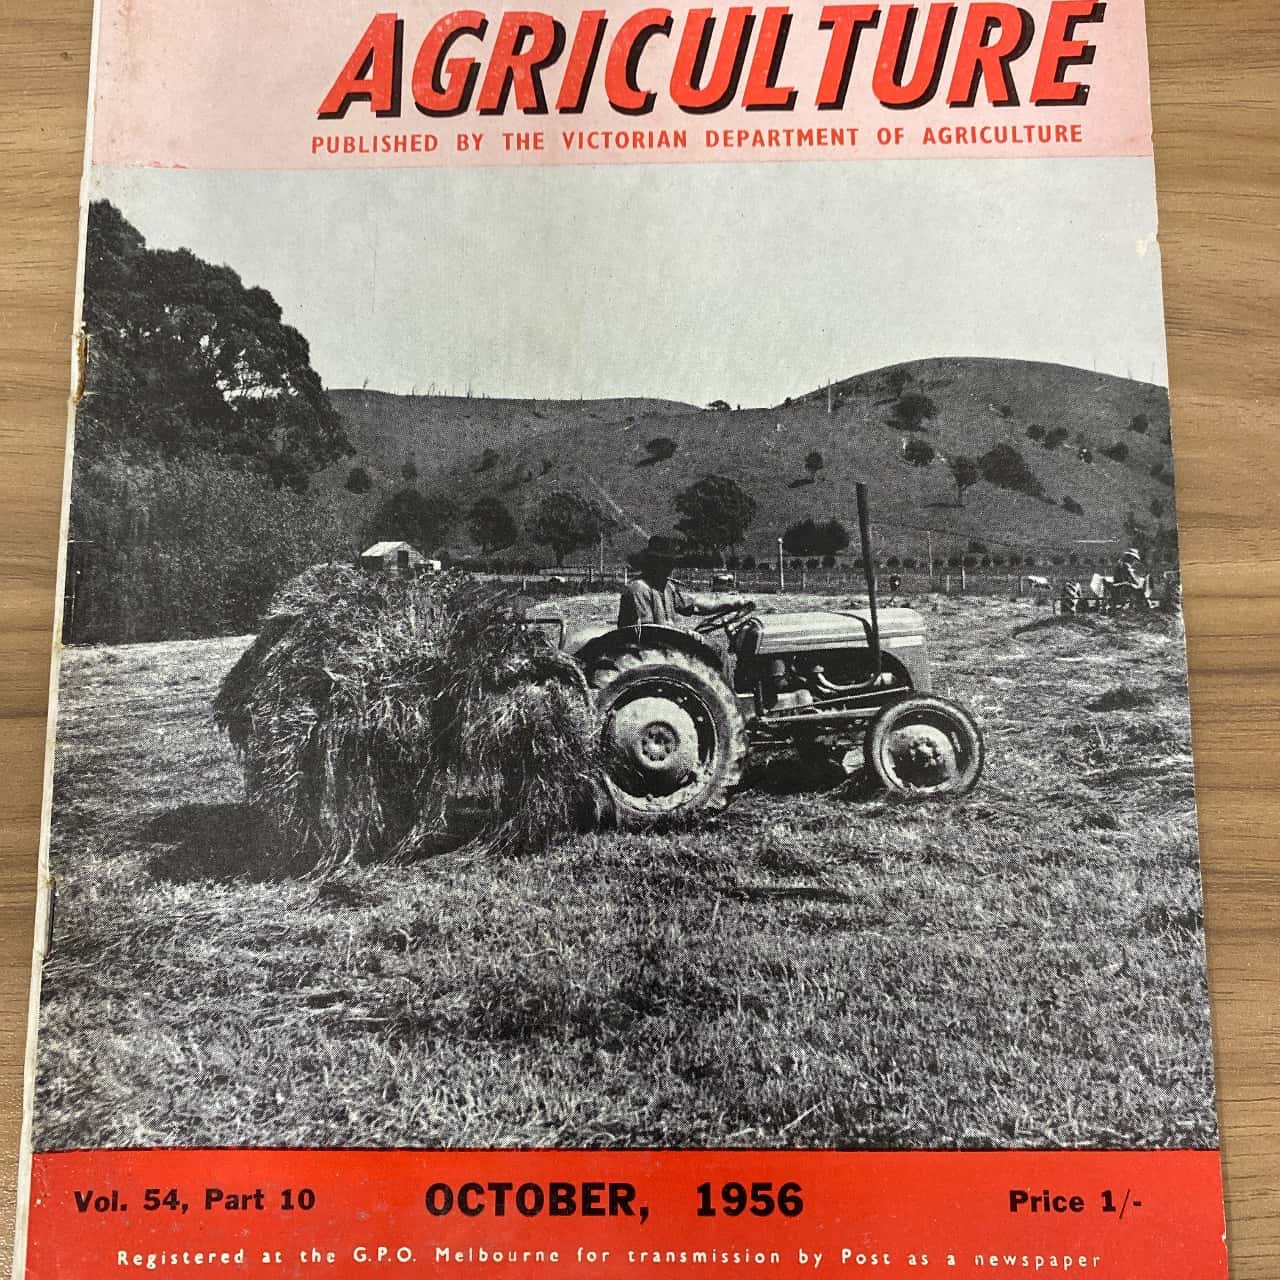 AGRICULTURE
PUBLISHED BY THE VICTORIAN DEPARTMENT OF AGRICULTURE
Vol. 54, Part 10 OCTOBER, 1956 Price 1/-
Registered at the G.P.O. Melbourne for transmission by Post as a newspaper